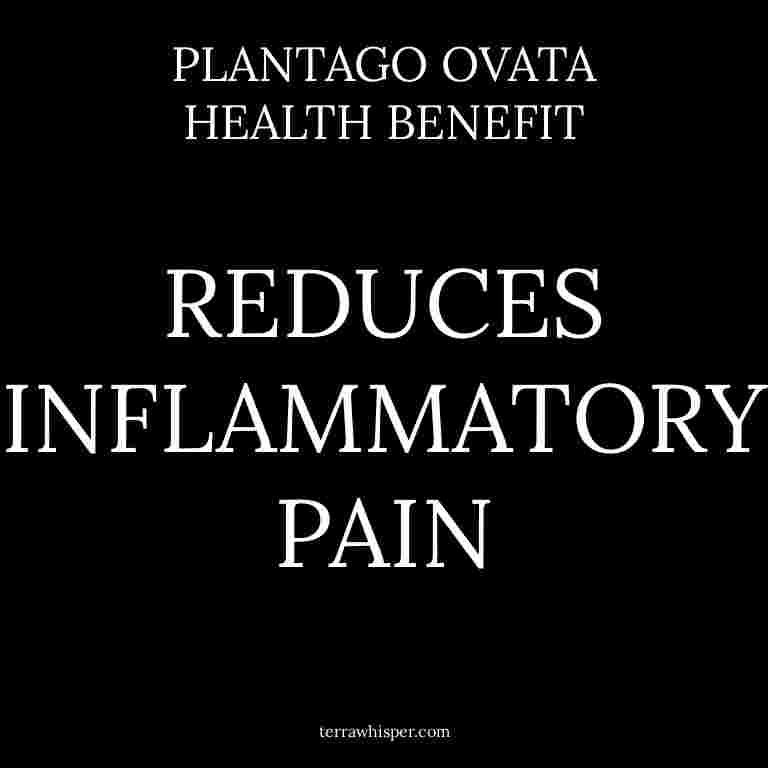 PLANTAGO OVATA
HEALTH BENEFIT
REDUCES
INFLAMMATORY
PAIN
terrawhisper.com